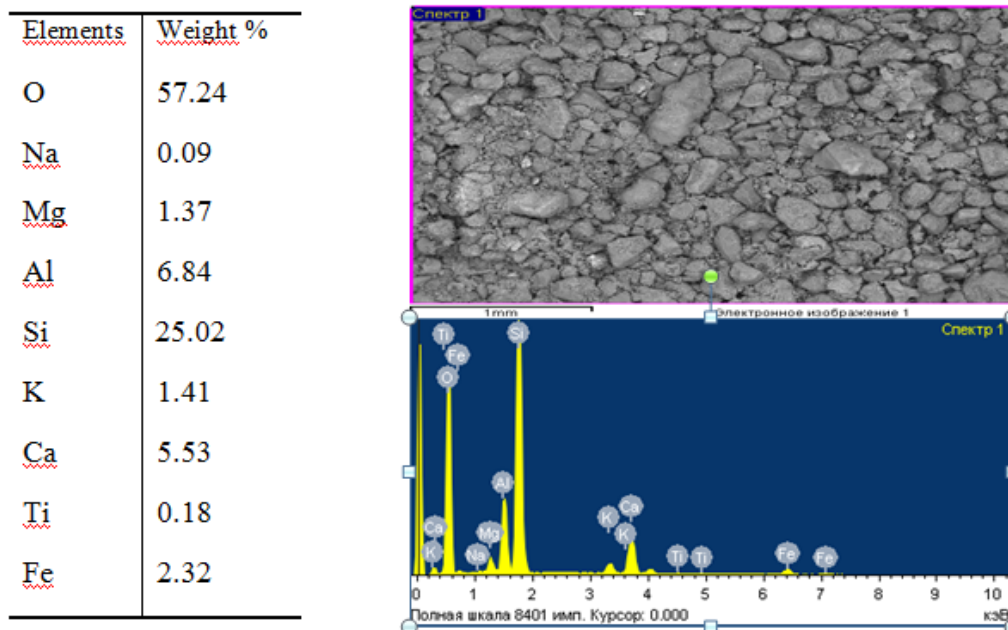 Elements Weight %
O 57.24
Na 0.09
Mg 1.37
Al 6.84
Si 25.02
K 1.41
Ca 5.53
Ti 0.18
Fe 2.32
Спектр 1
1mm Электронное изображение 1
Спектр 1
Ti Si
Fe
O
Al
Ca K Ca
K Na Mg K Ti Ti Fe Fe
0 1 2 3 4 5 6 7 8 9 10
Полная шкала 8401 имп. Курсор: 0.000 кэВ